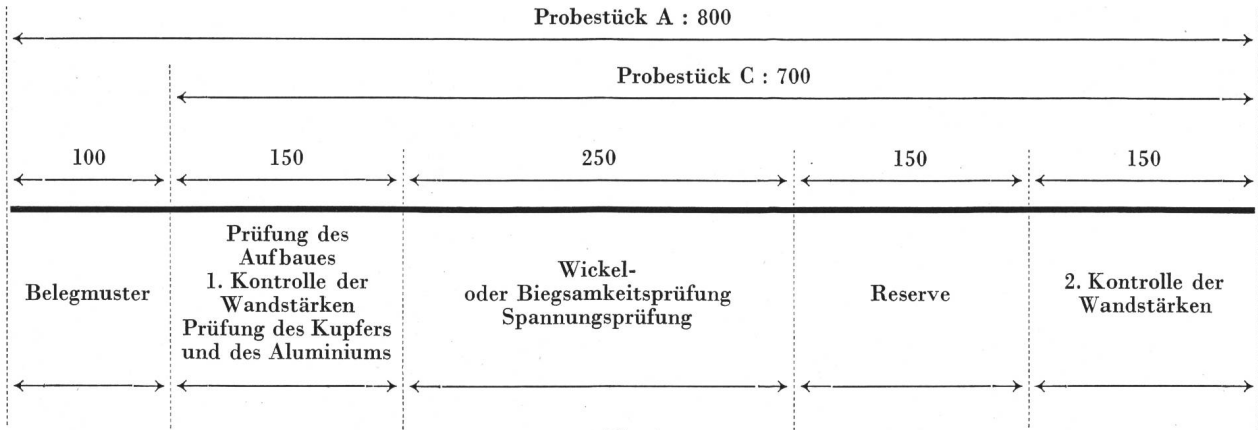 Probestück A : 800
Probestück C : 700
100
150
250
150
150
Belegmuster
Prüfung des
Aufbaues
1. Kontrolle der
Wandstärken
Prüfung des Kupfers
und des Aluminiums
Wickel-
oder Biegsamkeitsprüfung
Spannungsprüfung
Reserve
2. Kontrolle der
Wandstärken